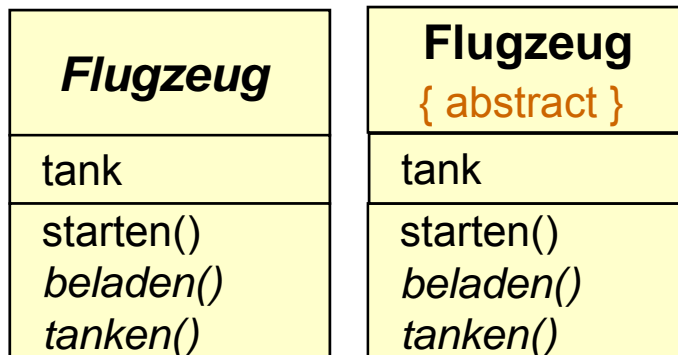 Flugzeug
tank
starten()
beladen()
tanken()
Flugzeug
{ abstract }
tank
starten()
beladen()
tanken()